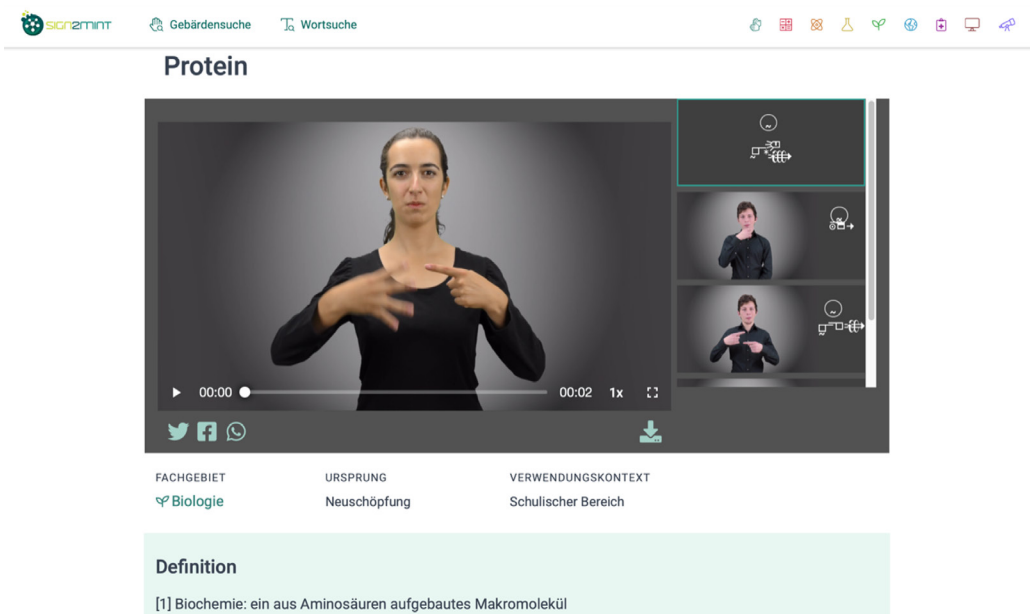 SIGN2MINT
Gebärdensuche
Wortsuche
Protein
00:00
00:02
1x
FACHGEBIET
URSPRUNG
VERWENDUNGSKONTEXT
Biologie
Neuschöpfung
Schulischer Bereich
Definition
[1] Biochemie: ein aus Aminosäuren aufgebautes Makromolekül